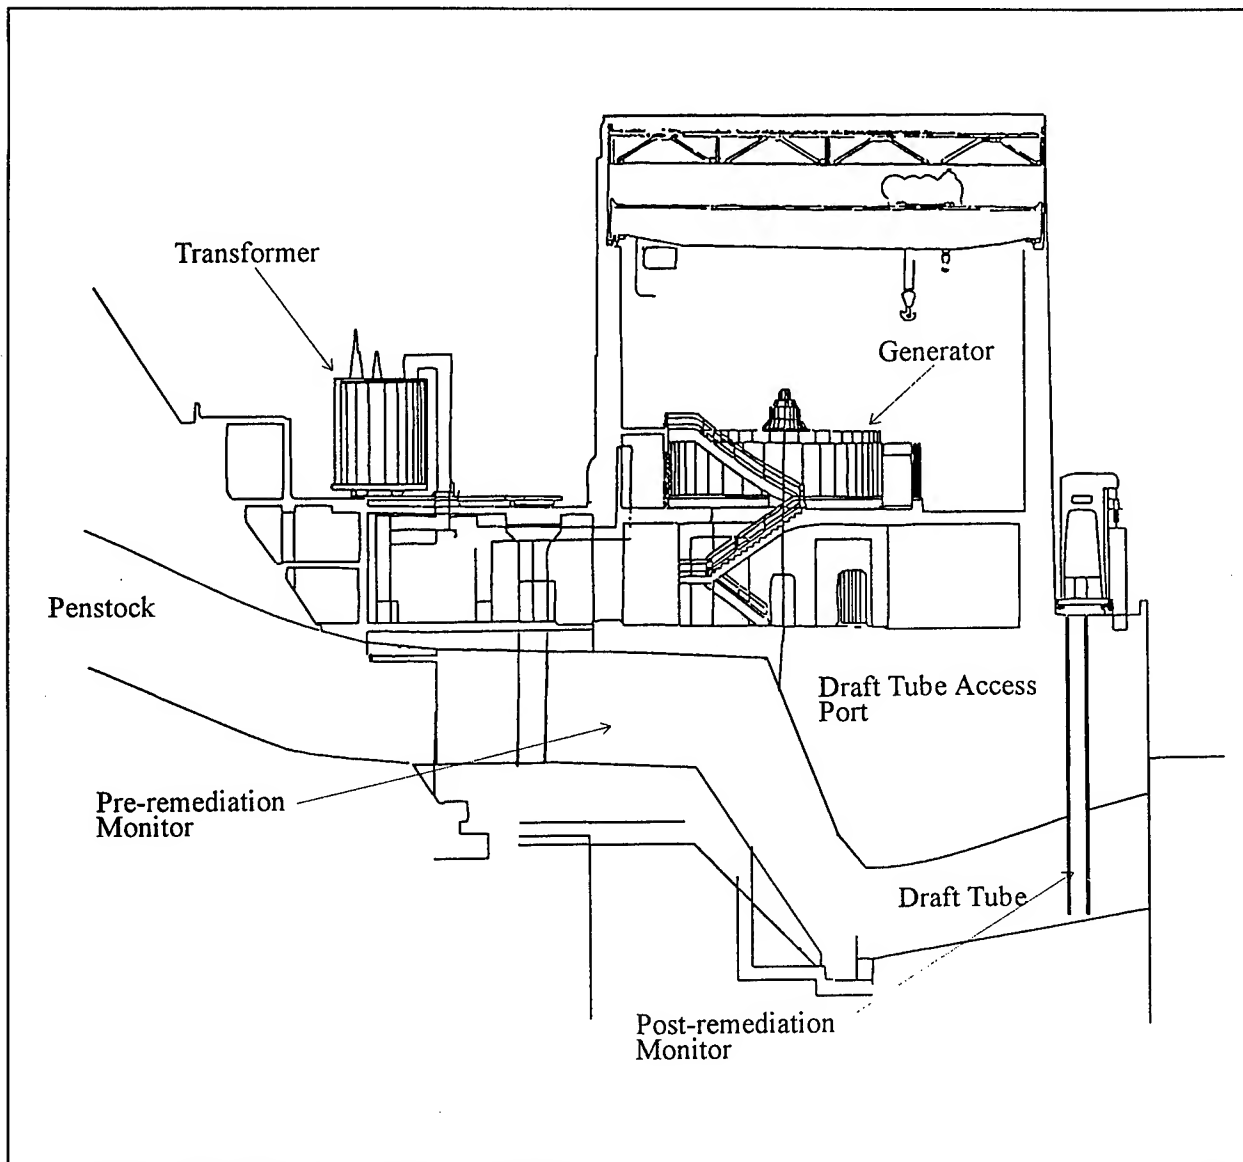 Transformer
Generator
Penstock
Draft Tube Access
Port
Pre-remediation
Monitor
Draft Tube
Post-remediation
Monitor